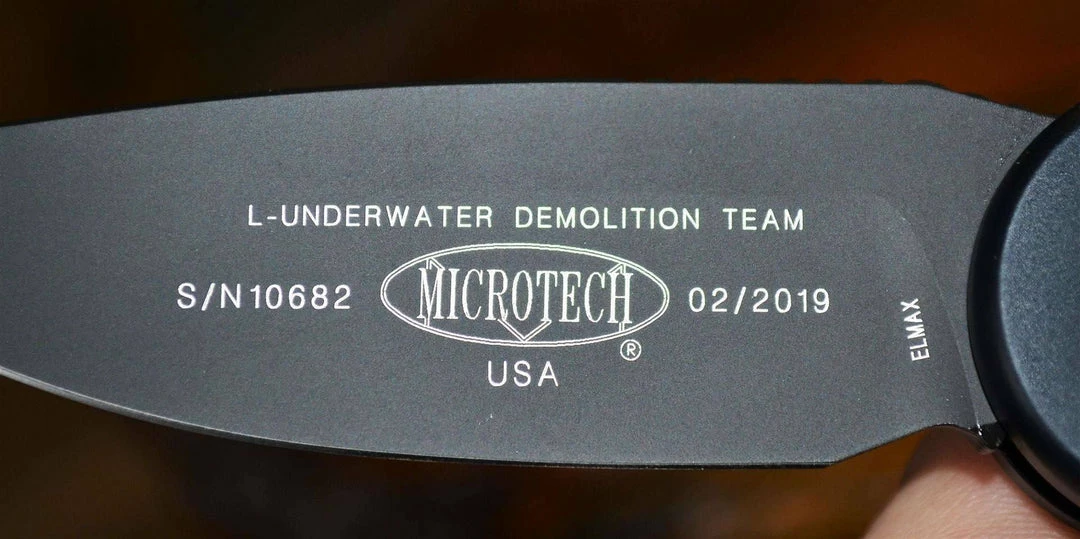 L-UNDERWATER DEMOLITION TEAM
S/N10682 MICROTECH 02/2019
®
USA
ELMAX